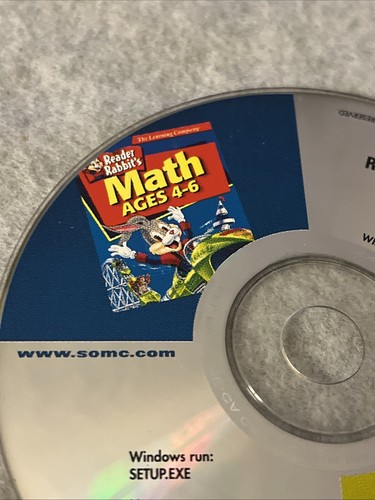 The Learning Company
Reader
Rabbit's
Math
AGES 4-6
www.somc.com
Windows run:
SETUP.EXE